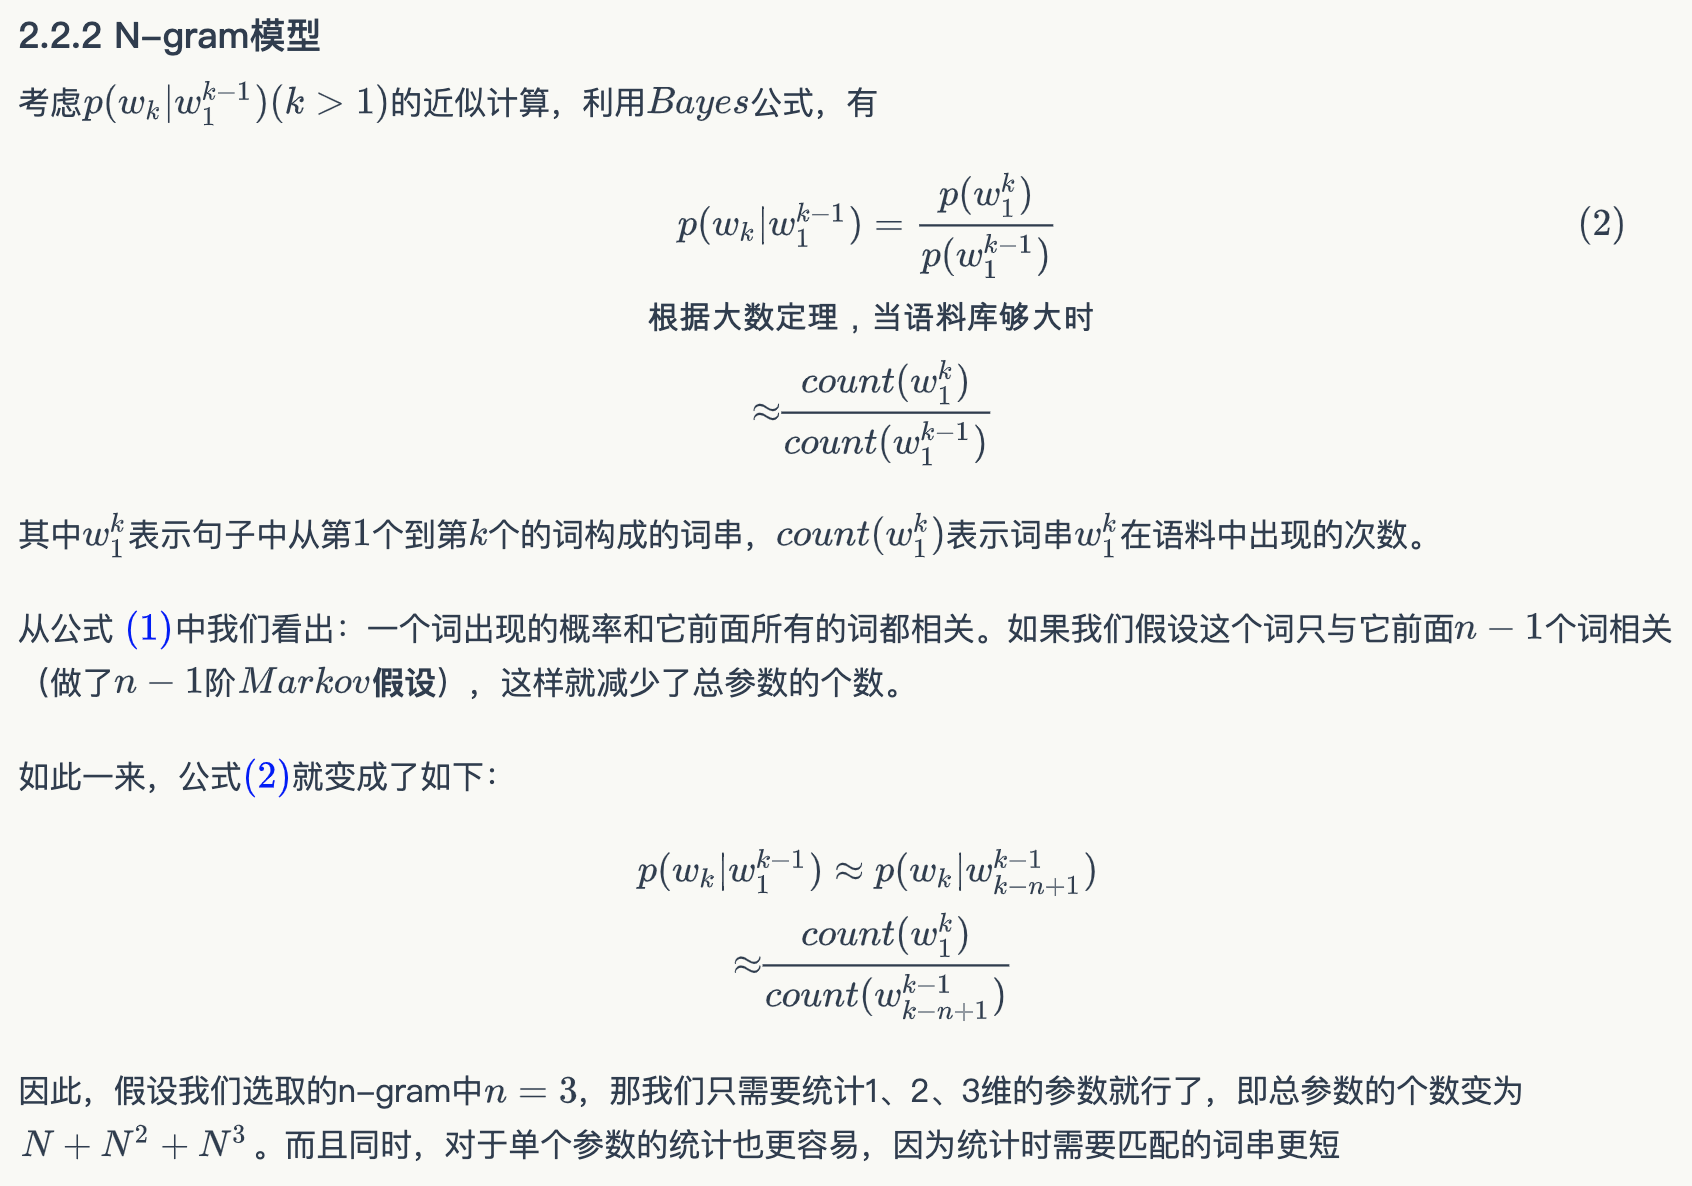 2.2.2 N-gram模型
考虑$p(w_k|w_1^{k-1})(k > 1)$的近似计算，利用$Bayes$公式，有
$p(w_k|w_1^{k-1}) = \frac{p(w_1^k)}{p(w_1^{k-1})}$ (2)
根据大数定理，当语料库够大时
$\approx \frac{count(w_1^k)}{count(w_1^{k-1})}$
其中$w_1^k$表示句子中从第$1$个到第$k$个的词构成的词串，$count(w_1^k)$表示词串$w_1^k$在语料中出现的次数。
从公式 (1)中我们看出：一个词出现的概率和它前面所有的词都相关。如果我们假设这个词只与它前面$n-1$个词相关
（做了$n-1$阶$Markov$假设），这样就减少了总参数的个数。
如此一来，公式(2)就变成了如下：
$p(w_k|w_1^{k-1}) \approx p(w_k|w_{k-n+1}^{k-1})$
$\approx \frac{count(w_1^k)}{count(w_{k-n+1}^{k-1})}$
因此，假设我们选取的n-gram中$n = 3$，那我们只需要统计1、2、3维的参数就行了，即总参数的个数变为
$N + N^2 + N^3$。而且同时，对于单个参数的统计也更容易，因为统计时需要匹配的词串更短